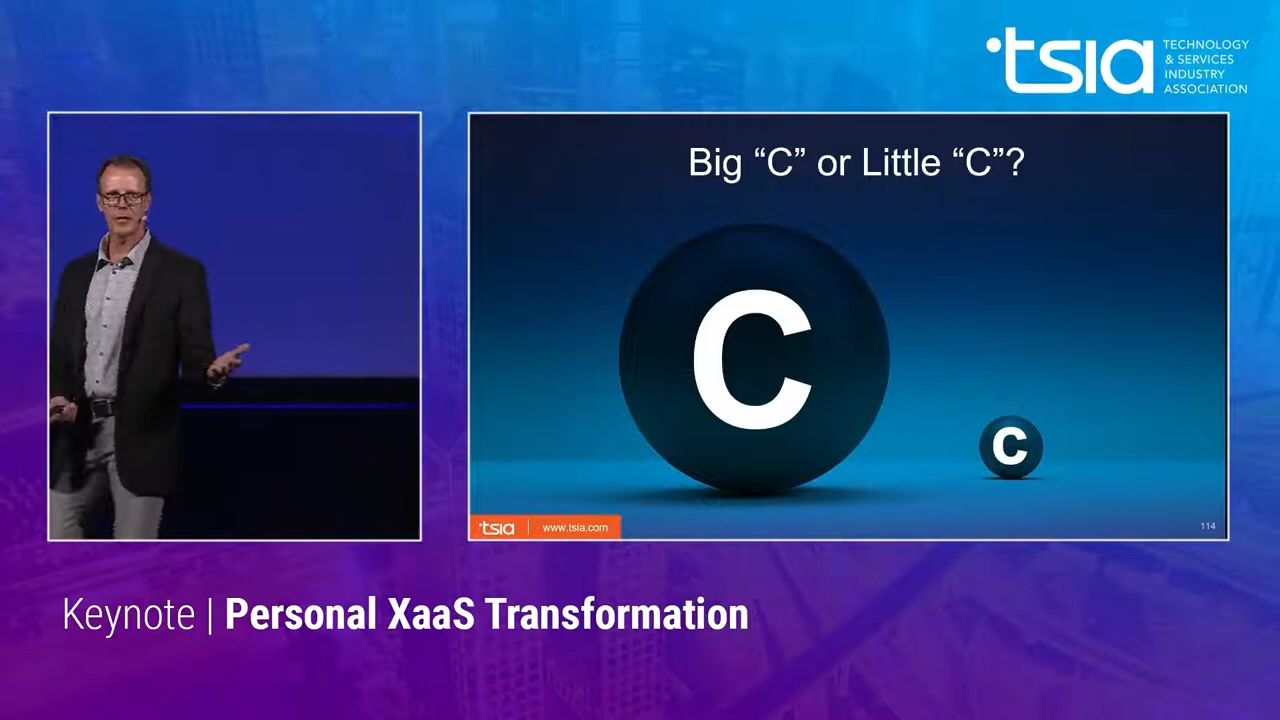 tsia
TECHNOLOGY
& SERVICES
INDUSTRY
ASSOCIATION
Big “C” or Little “C”?
C
C
tsia | www.tsia.com
114
Keynote | Personal XaaS Transformation